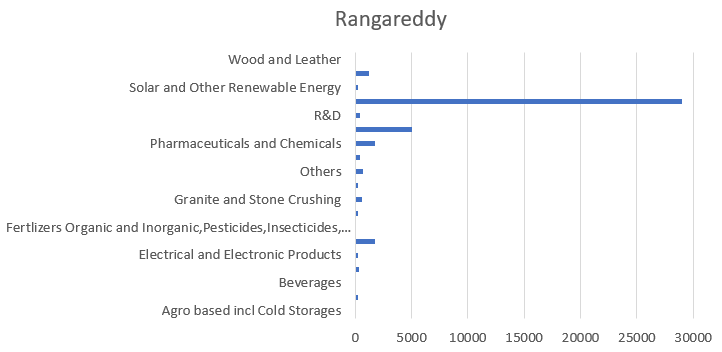 Rangareddy
Wood and Leather
Solar and Other Renewable Energy
R&D
Pharmaceuticals and Chemicals
Others
Granite and Stone Crushing
Fertlizers Organic and Inorganic,Pesticides,Insecticides,...
Electrical and Electronic Products
Beverages
Agro based incl Cold Storages
0 5000 10000 15000 20000 25000 30000